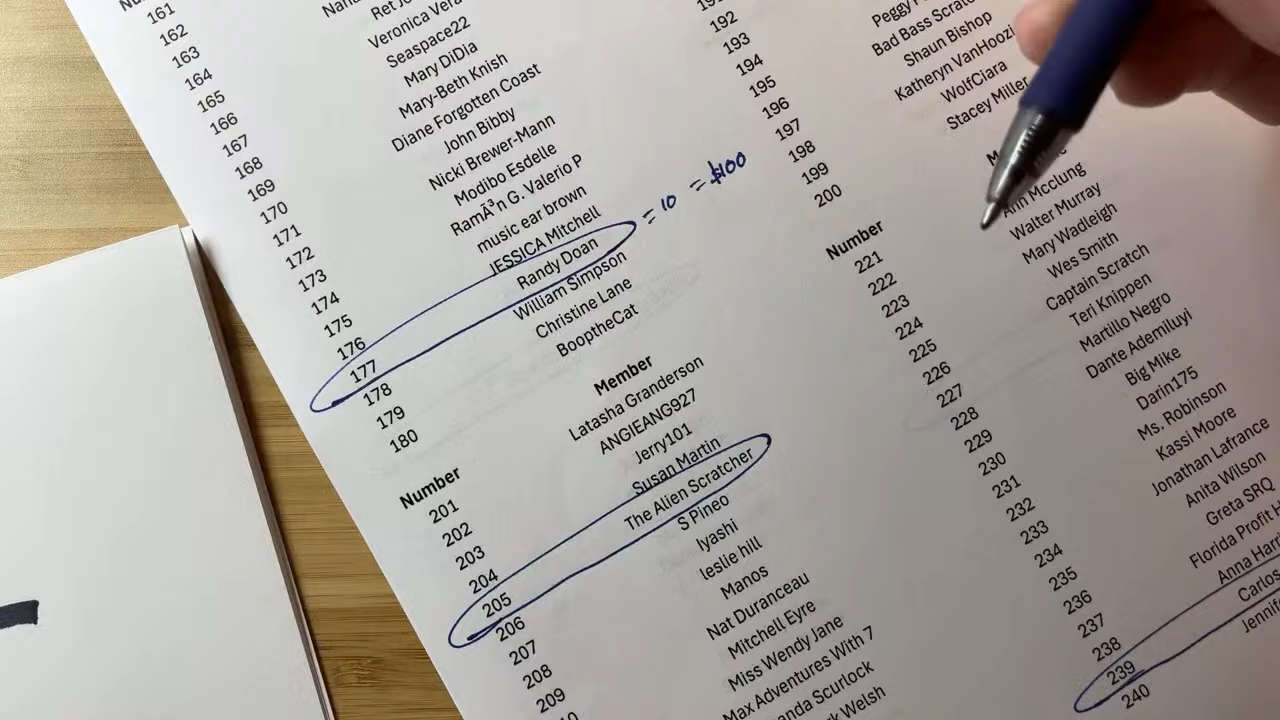 161
162
163
164
165
166
167 Seaspace22
168 Mary DiDia
169 Mary-Beth Knish
170 Diane Forgotten Coast
171 John Bibby
172 Nicki Brewer-Mann
173 Modibo Esdelle
174 RamÃ³n G. Valerio P
175 music ear brown
176 JESSICA Mitchell
177 Randy Doan = 10 = $100
178 William Simpson
179 Christine Lane
180 BooptheCat
Number Member
201 Latasha Granderson
202 ANGIEANG927
203 Jerry101
204 Susan Martin
205 The Alien Scratcher
206 S Pineo
207 Iyashi
208 leslie hill
209 Manos
Nat Duranceau
Mitchell Eyre
Miss Wendy Jane
Max Adventures With 7
Scurlock
Welsh
192
193
194
195 Peggy
196 Bad Bass
197 Shaun Bishop
198 Katheryn
199 WolfCiara
200 Stacey Miller
Number
221
222 Ann Mcclung
223 Walter Murray
224 Mary Wadleigh
225 Wes Smith
226 Captain Scratch
227 Teri Knippen
228 Martillo Negro
229 Dante Ademiluyi
230 Big Mike
231 Darin175
232 Ms. Robinson
233 Kassi Moore
234 Jonathan Lafrance
235 Anita Wilson
236 Greta SRQ
237 Florida Profit
238 Anna
239 Carlos
240